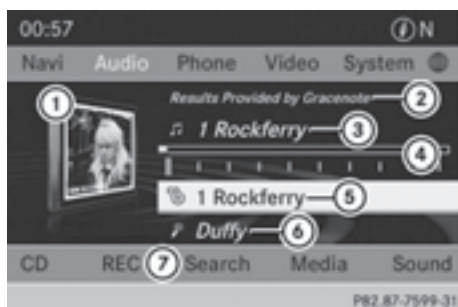 00:57 N
Navi Audio Phone Video System
1 Results Provided by Gracenote 2
1 Rockferry 3
4
1 Rockferry 5
Duffy 6
CD REC 7 Search Media Sound
P82.87-7599-31